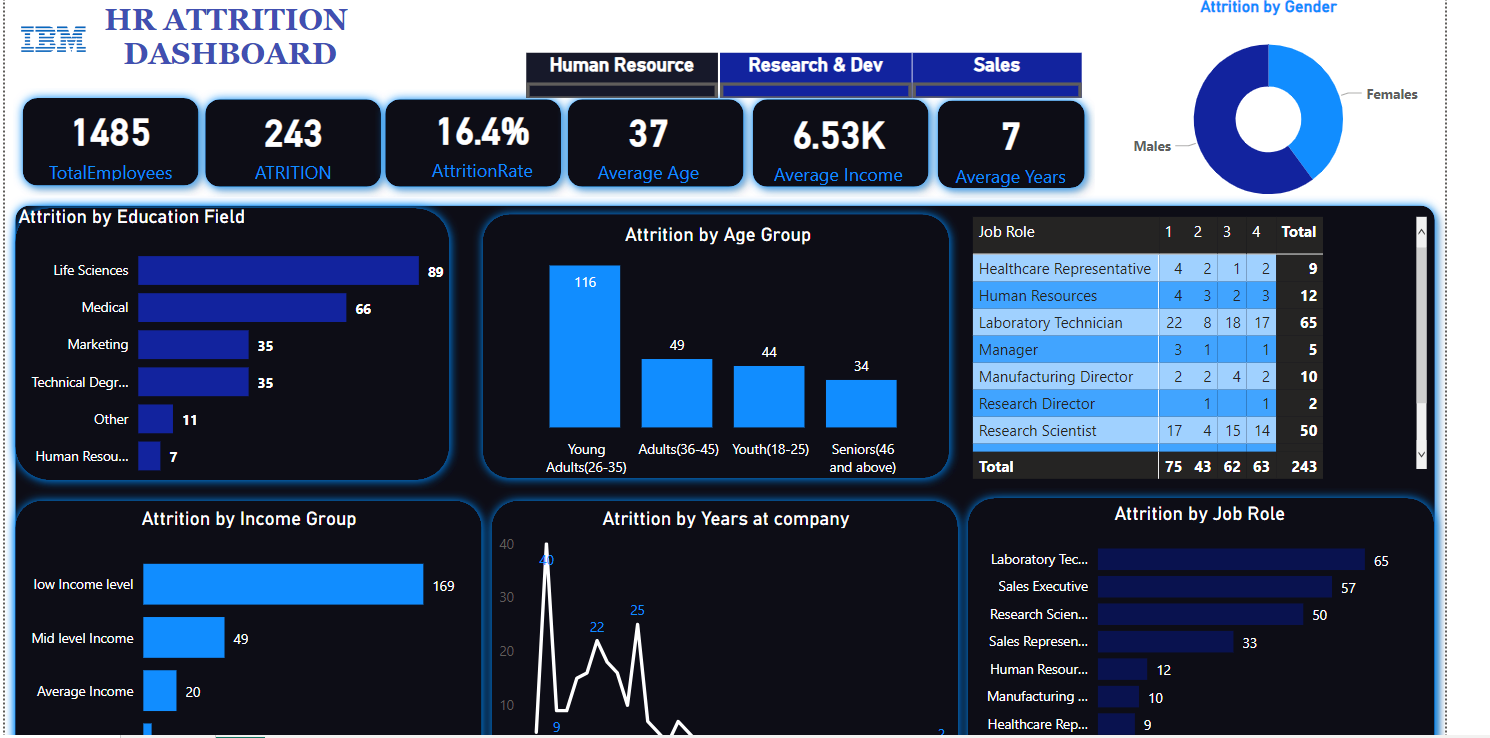 IBM
HR ATTRITION
DASHBOARD
Human Resource
Research & Dev
Sales
Attrition by Gender
Females
Males
1485
TotalEmployees
243
ATRITION
16.4%
AttritionRate
37
Average Age
6.53K
Average Income
7
Average Years
Attrition by Education Field
Life Sciences 89
Medical 66
Marketing 35
Technical Degr... 35
Other 11
Human Resou... 7
Attrition by Age Group
116
49
44
34
Young
Adults(26-35)
Adults(36-45)
Youth(18-25)
Seniors(46
and above)
Job Role 1 2 3 4 Total
Healthcare Representative 4 2 1 2 9
Human Resources 4 3 2 3 12
Laboratory Technician 22 8 18 17 65
Manager 3 1 1 5
Manufacturing Director 2 2 4 2 10
Research Director 1 1 2
Research Scientist 17 4 15 14 50
Total 75 43 62 63 243
Attrition by Income Group
low Income level 169
Mid level Income 49
Average Income 20
Atrittion by Years at company
40
30
20
10
40
9
22
25
2
Attrition by Job Role
Laboratory Tec... 65
Sales Executive 57
Research Scien... 50
Sales Represen... 33
Human Resour... 12
Manufacturing ... 10
Healthcare Rep... 9